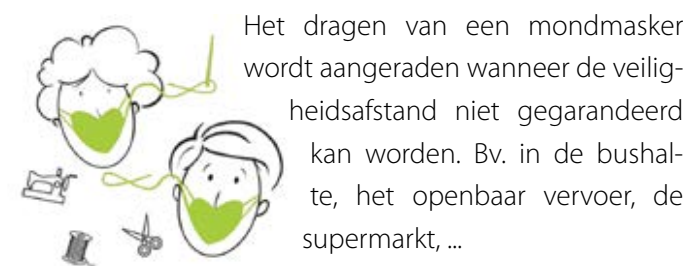 Het dragen van een mondmasker
wordt aangeraden wanneer de veilig-
heidsafstand niet gegarandeerd
kan worden. Bv. in de bushal-
te, het openbaar vervoer, de
supermarkt, ...